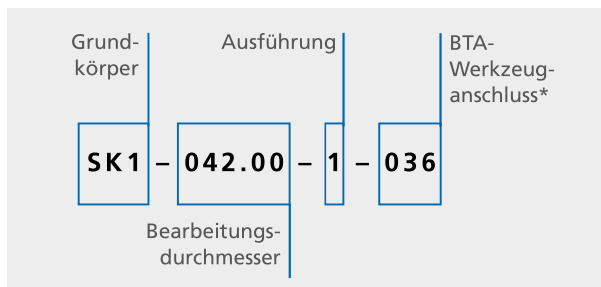 Grund-
körper
Ausführung
BTA-
Werkzeug-
anschluss*
SK1 – 042.00 – 1 – 036
Bearbeitungs-
durchmesser